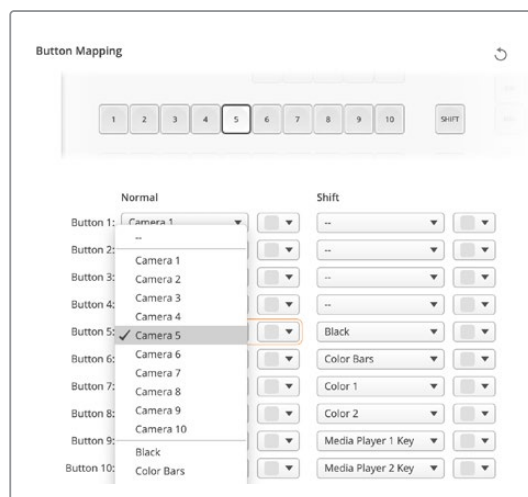 Button Mapping
1 2 3 4 5 6 7 8 9 10 SHIFT
Normal Shift
Button 1: Camera 1 --
--
Button 2: --
Camera 1
Camera 2
Button 3: --
Camera 3
Button 4: --
Camera 4
Button 5: ✓ Camera 5 Black
Button 6: Camera 6 Color Bars
Camera 7
Button 7: Color 1
Camera 8
Button 8: Color 2
Camera 9
Button 9: Media Player 1 Key
Camera 10
Black
Button 10: Media Player 2 Key
Color Bars